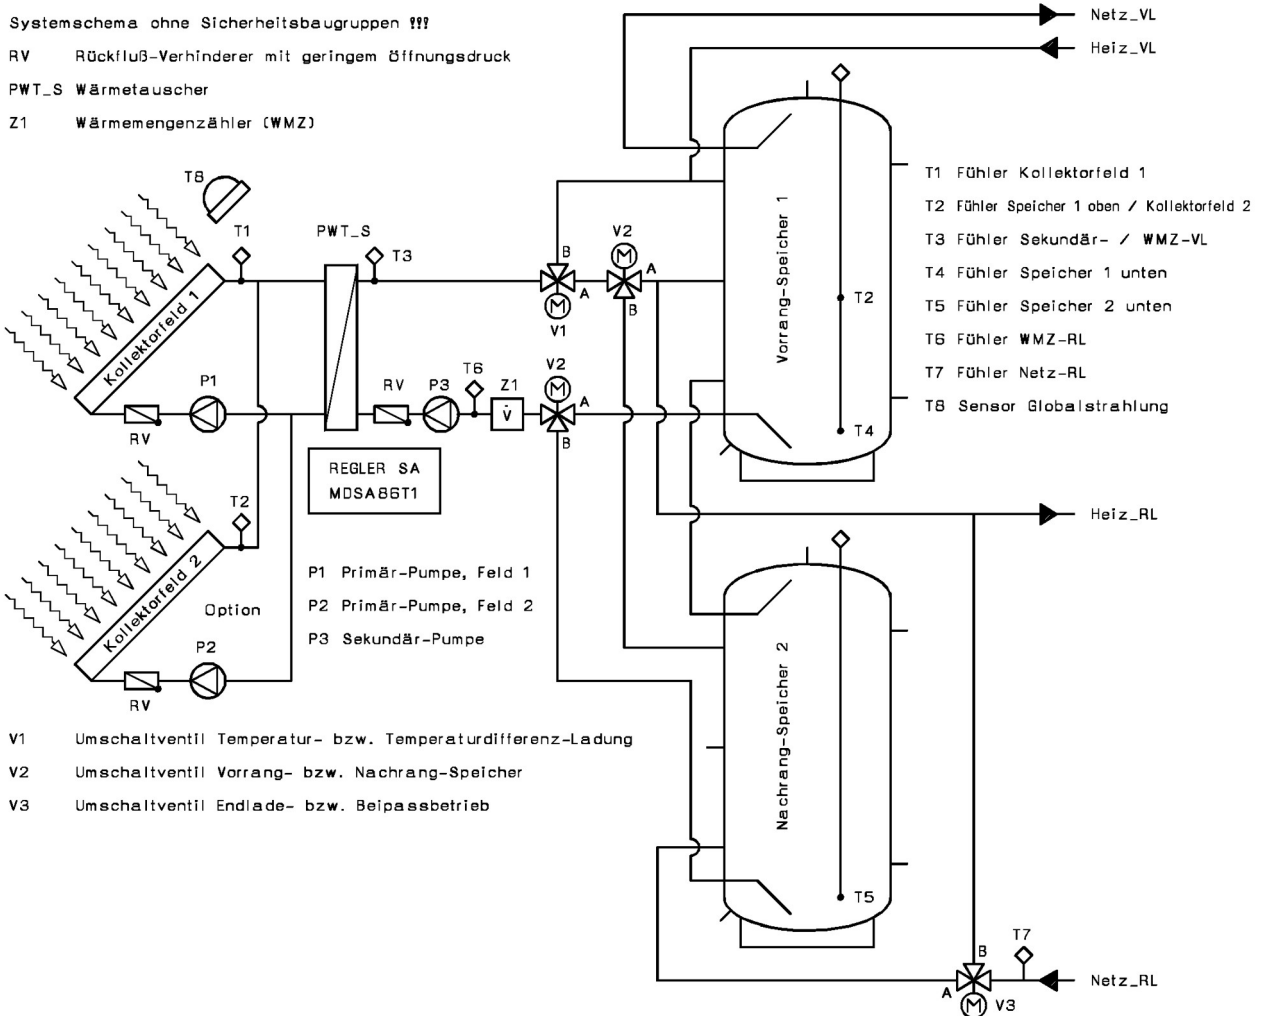 Systemschema ohne Sicherheitsbaugruppen !!!
RV Rückfluß-Verhinderer mit geringem Öffnungsdruck
PWT_S Wärmetauscher
Z1 Wärmemengenzähler (WMZ)
Netz_VL
Heiz_VL
T1 Fühler Kollektorfeld 1
T2 Fühler Speicher 1 oben / Kollektorfeld 2
T3 Fühler Sekundär- / WMZ-VL
T4 Fühler Speicher 1 unten
T5 Fühler Speicher 2 unten
T6 Fühler WMZ-RL
T7 Fühler Netz-RL
T8 Sensor Globalstrahlung
T8
T1
PWT_S
T3
B
V2
A
A
M
M
B
V1
Kollektorfeld 1
P1
RV
RV
P3
T6
Z1
V̇
V2
M
A
B
Vorrang-Speicher 1
T2
T4
REGLER SA
MDSA86T1
Heiz_RL
T2
Kollektorfeld 2
Option
P2
RV
P1 Primär-Pumpe, Feld 1
P2 Primär-Pumpe, Feld 2
P3 Sekundär-Pumpe
Nachrang-Speicher 2
T5
V1 Umschaltventil Temperatur- bzw. Temperaturdifferenz-Ladung
V2 Umschaltventil Vorrang- bzw. Nachrang-Speicher
V3 Umschaltventil Endlade- bzw. Beipassbetrieb
T7
B
A
M
V3
Netz_RL